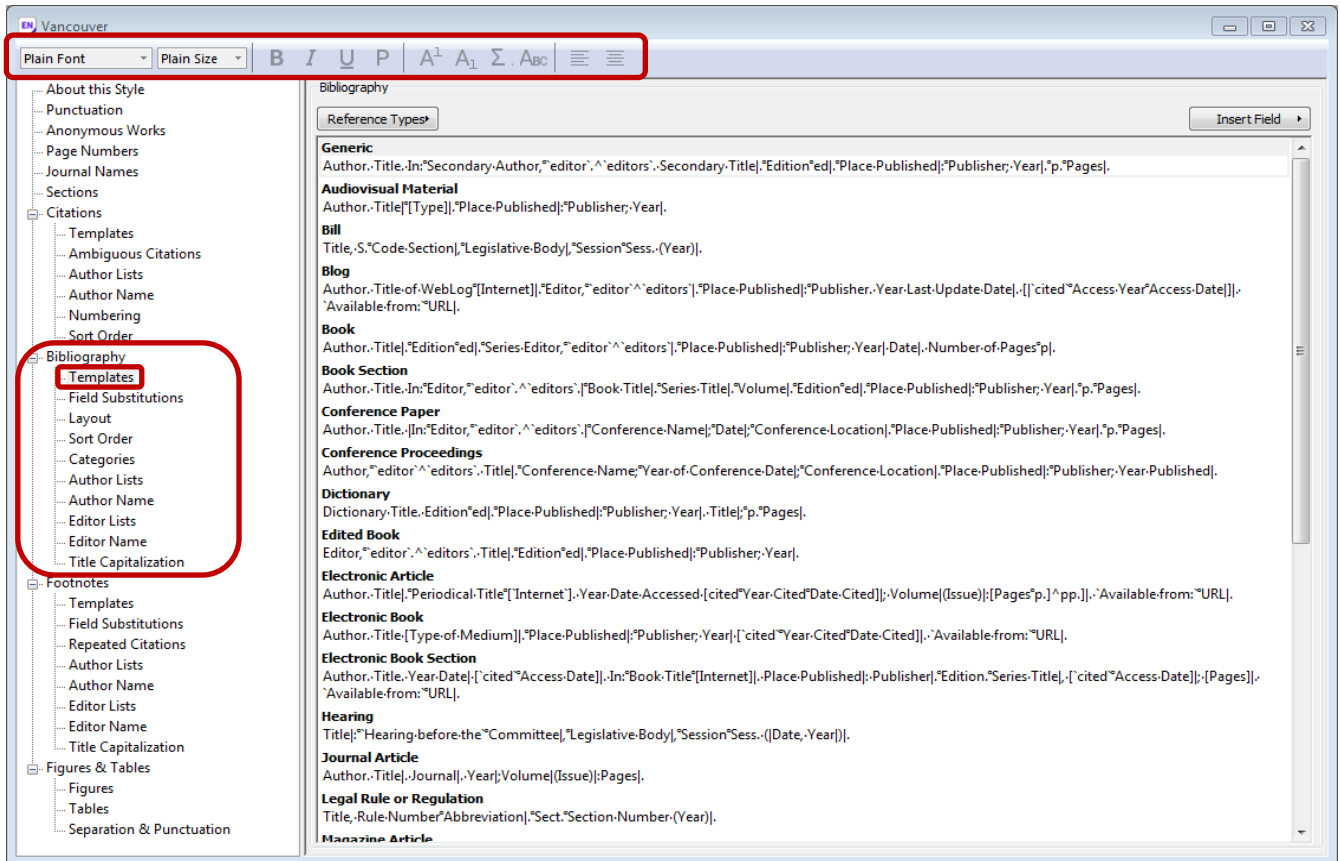 EN Vancouver
Plain Font Plain Size B I U P A1 A1 Σ . ABC
About this Style
Punctuation
Anonymous Works
Page Numbers
Journal Names
Sections
Citations
Templates
Ambiguous Citations
Author Lists
Author Name
Numbering
Sort Order
Bibliography
Templates
Field Substitutions
Layout
Sort Order
Categories
Author Lists
Author Name
Editor Lists
Editor Name
Title Capitalization
Footnotes
Templates
Field Substitutions
Repeated Citations
Author Lists
Author Name
Editor Lists
Editor Name
Title Capitalization
Figures & Tables
Figures
Tables
Separation & Punctuation
Bibliography
Reference Types Insert Field
Generic
Author.·Title.·In:°Secondary·Author,°`editor`.^`editors`.·Secondary·Title|.°Edition°ed|.°Place·Published|:°Publisher;·Year|.°p.°Pages|.
Audiovisual Material
Author.·Title|°[Type]|.°Place·Published|:°Publisher;·Year|.
Bill
Title,·S.°Code·Section|,°Legislative·Body|,°Session°Sess.·(Year)|.
Blog
Author.·Title·of·WebLog°[Internet]|.°Editor,°`editor`^`editors`|.°Place·Published|:°Publisher.·Year·Last·Update·Date|.·[|`cited`°Access·Year°Access·Date|]|.·
`Available·from:`°URL|.
Book
Author.·Title|.°Edition°ed|.°Series·Editor,°`editor`^`editors`|.°Place·Published|:°Publisher;·Year|·Date|.·Number·of·Pages°p|.
Book Section
Author.·Title.·In:°Editor,°`editor`.^`editors`.|°Book·Title|.°Series·Title|.°Volume|.°Edition°ed|.°Place·Published|:°Publisher;·Year|.°p.°Pages|.
Conference Paper
Author.·Title.·|In:°Editor,°`editor`.^`editors`.|°Conference·Name|;°Date|;°Conference·Location|.°Place·Published|:°Publisher;·Year|.°p.°Pages|.
Conference Proceedings
Author,°`editor`^`editors`.·Title|.°Conference·Name;°Year·of·Conference·Date|;°Conference·Location|.°Place·Published|:°Publisher;·Year·Published|.
Dictionary
Dictionary·Title.·Edition°ed|.°Place·Published|:°Publisher;·Year|.·Title|;°p.°Pages|.
Edited Book
Editor,°`editor`.^`editors`.·Title|.°Edition°ed|.°Place·Published|:°Publisher;·Year|.
Electronic Article
Author.·Title|.°Periodical·Title°[`Internet`].·Year·Date·Accessed·[cited°Year·Cited°Date·Cited]|;·Volume|(Issue)|:[Pages°p.]^pp.]|.·`Available·from:`°URL|.
Electronic Book
Author.·Title·[Type·of·Medium]|.°Place·Published|:°Publisher;·Year|·[`cited`°Year·Cited°Date·Cited]|.·`Available·from:`°URL|.
Electronic Book Section
Author.·Title.·Year·Date|·[`cited`°Access·Date]|.·In:°Book·Title°[Internet]|.·Place·Published|:·Publisher|.°Edition.°Series·Title|,·[`cited`°Access·Date]|;·[Pages]|.·
`Available·from:`°URL|.
Hearing
Title|:°`Hearing·before·the`°Committee|,°Legislative·Body|,°Session°Sess.·(|Date,·Year|)|.
Journal Article
Author.·Title|.·Journal|.·Year|;Volume|(Issue)|:Pages|.
Legal Rule or Regulation
Title,·Rule·Number°Abbreviation|.°Sect.°Section·Number·(Year)|.
Magazine Article